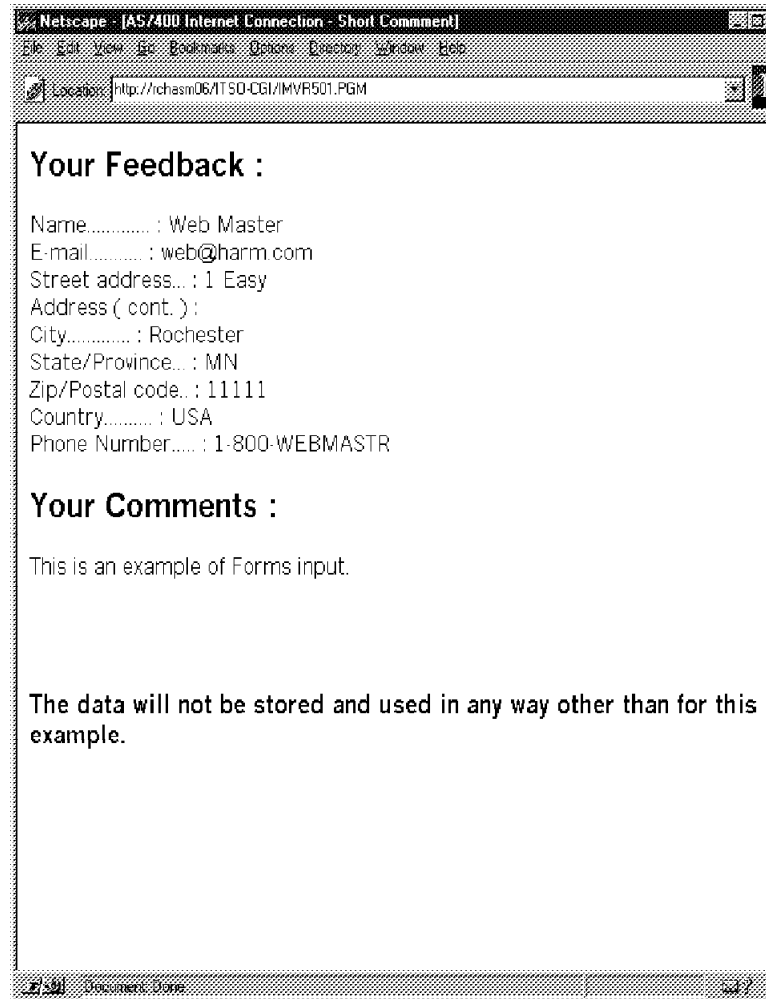 Netscape - [AS/400 Internet Connection - Short Commment]
File Edit View Go Bookmarks Options Directory Window Help
Location: http://rchasm06/ITSO-CGI/IMVR501.PGM
Your Feedback :
Name............. : Web Master
E-mail........... : web@harm.com
Street address... : 1 Easy
Address ( cont. ) :
City............. : Rochester
State/Province... : MN
Zip/Postal code.. : 11111
Country.......... : USA
Phone Number..... : 1-800-WEBMASTR
Your Comments :
This is an example of Forms input.
The data will not be stored and used in any way other than for this
example.
Document: Done